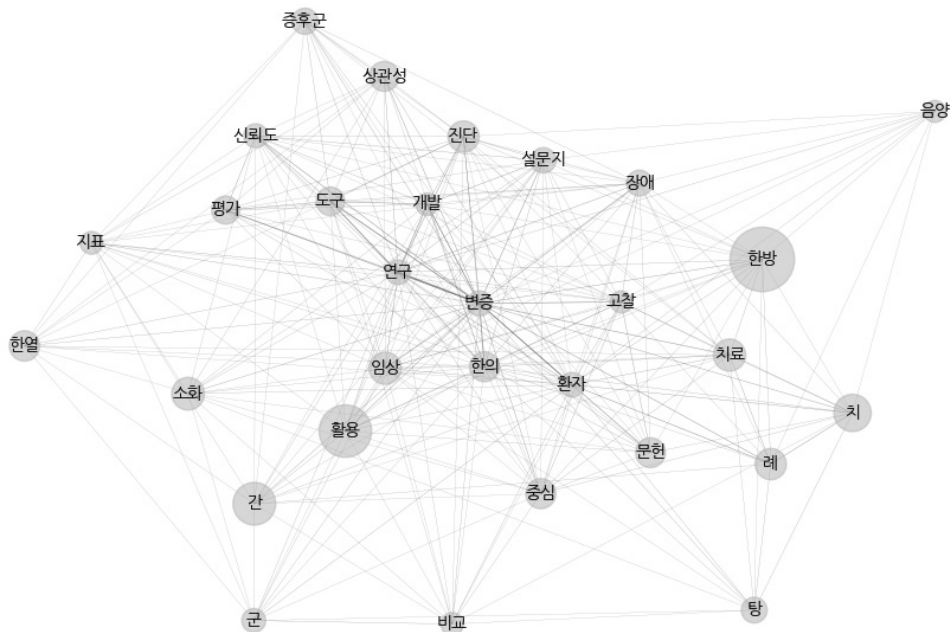 증후군
상관성
음양
신뢰도
진단
설문지
장애
도구
개발
평가
지표
한방
연구
변증
고찰
한열
치료
임상
한의
환자
소화
치
활용
문헌
례
중심
간
탕
군
비교